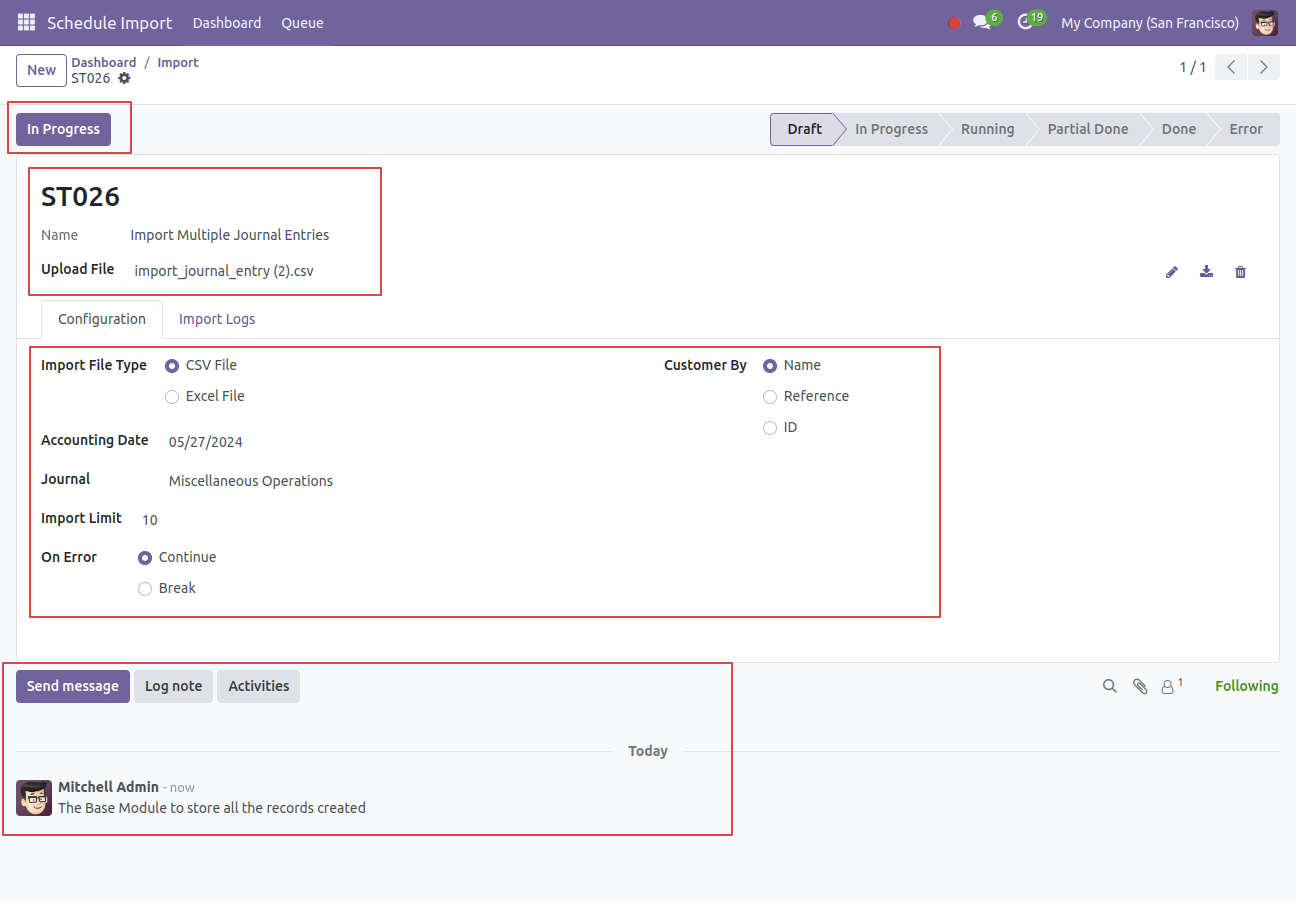 Schedule Import Dashboard Queue 6 19 My Company (San Francisco)
New Dashboard / Import 1 / 1
ST026
In Progress Draft In Progress Running Partial Done Done Error
ST026
Name Import Multiple Journal Entries
Upload File import_journal_entry (2).csv
Configuration Import Logs
Import File Type CSV File Customer By Name
Excel File Reference
ID
Accounting Date 05/27/2024
Journal Miscellaneous Operations
Import Limit 10
On Error Continue
Break
Send message Log note Activities 1 Following
Today
Mitchell Admin - now
The Base Module to store all the records created